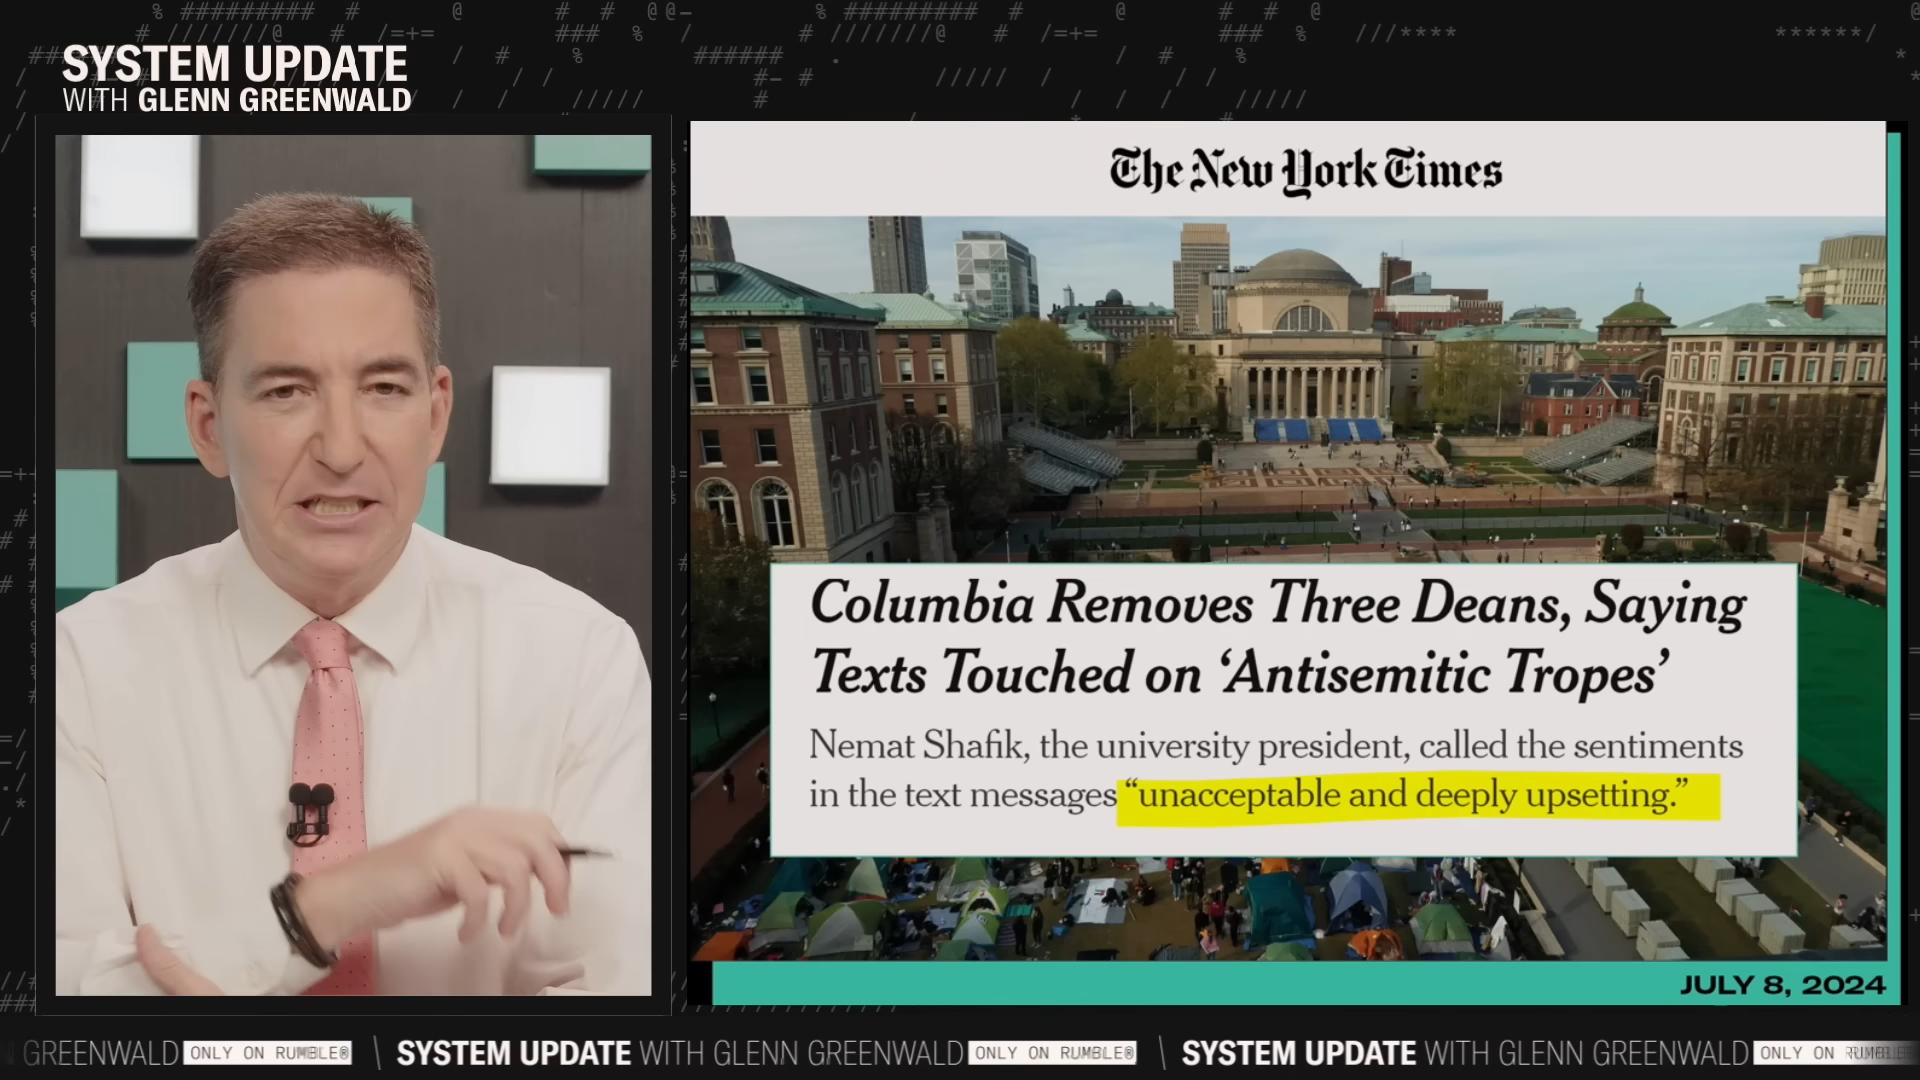 SYSTEM UPDATE
WITH GLENN GREENWALD
The New York Times
Columbia Removes Three Deans, Saying
Texts Touched on ‘Antisemitic Tropes’
Nemat Shafik, the university president, called the sentiments
in the text messages “unacceptable and deeply upsetting.”
JULY 8, 2024
GREENWALD ONLY ON RUMBLE® \ SYSTEM UPDATE WITH GLENN GREENWALD ONLY ON RUMBLE® \ SYSTEM UPDATE WITH GLENN GREENWALD ONLY ON RUMBLE